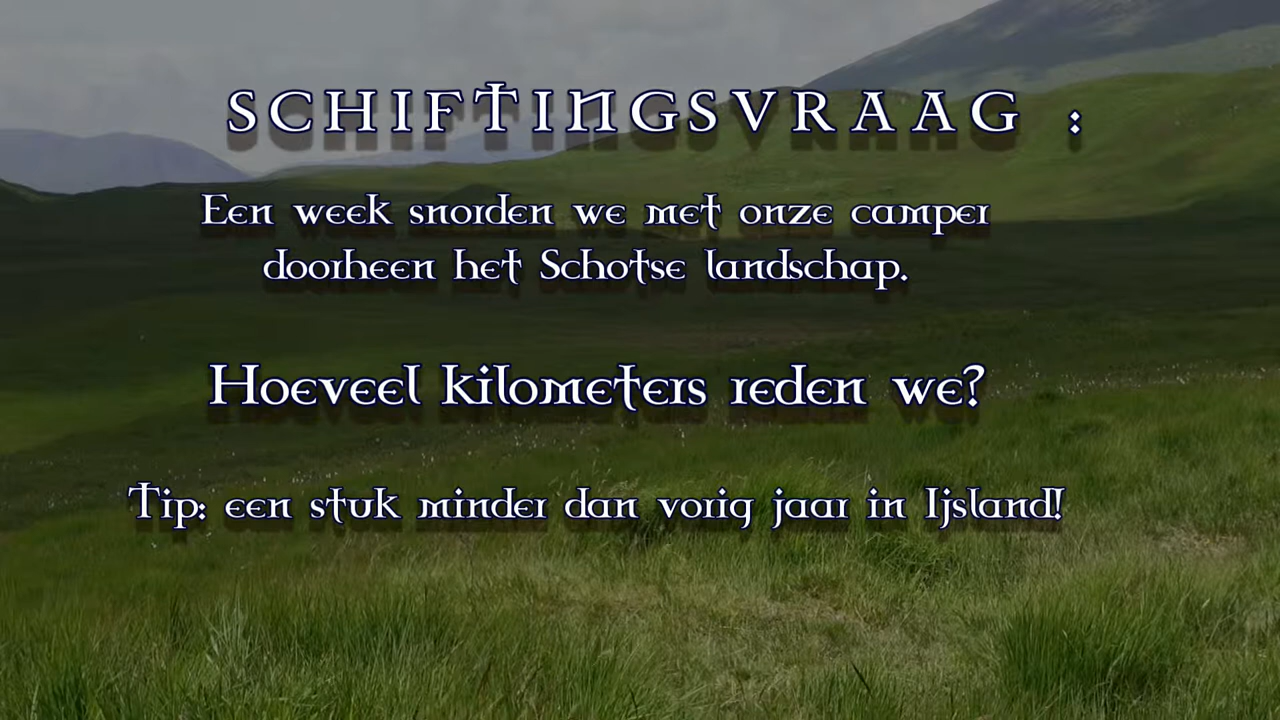 SCHIFTINGSVRAAG :
Een week snorden we met onze camper
doorheen het Schotse landschap.
Hoeveel kilometers reden we?
Tip: een stuk minder dan vorig jaar in Ijsland!